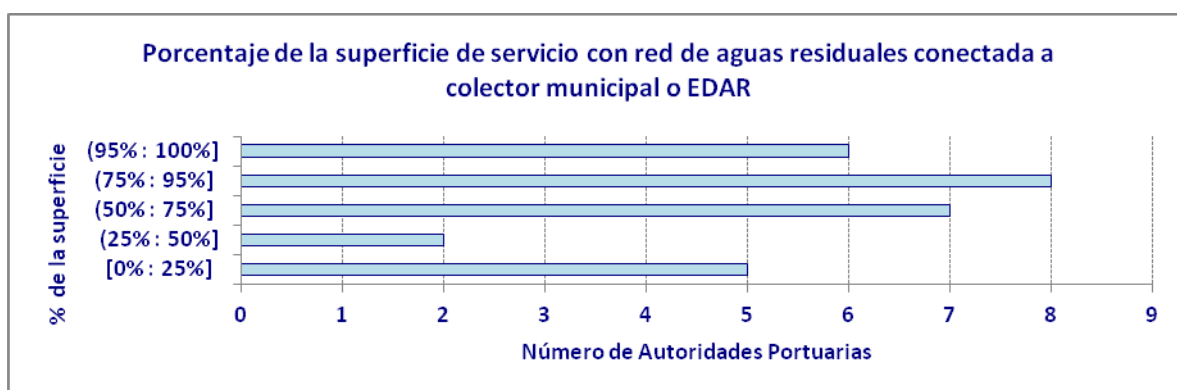 Porcentaje de la superficie de servicio con red de aguas residuales conectada a
colector municipal o EDAR
% de la superficie
(95% : 100%]
(75% : 95%]
(50% : 75%]
(25% : 50%]
[0% : 25%]
0 1 2 3 4 5 6 7 8 9
Número de Autoridades Portuarias